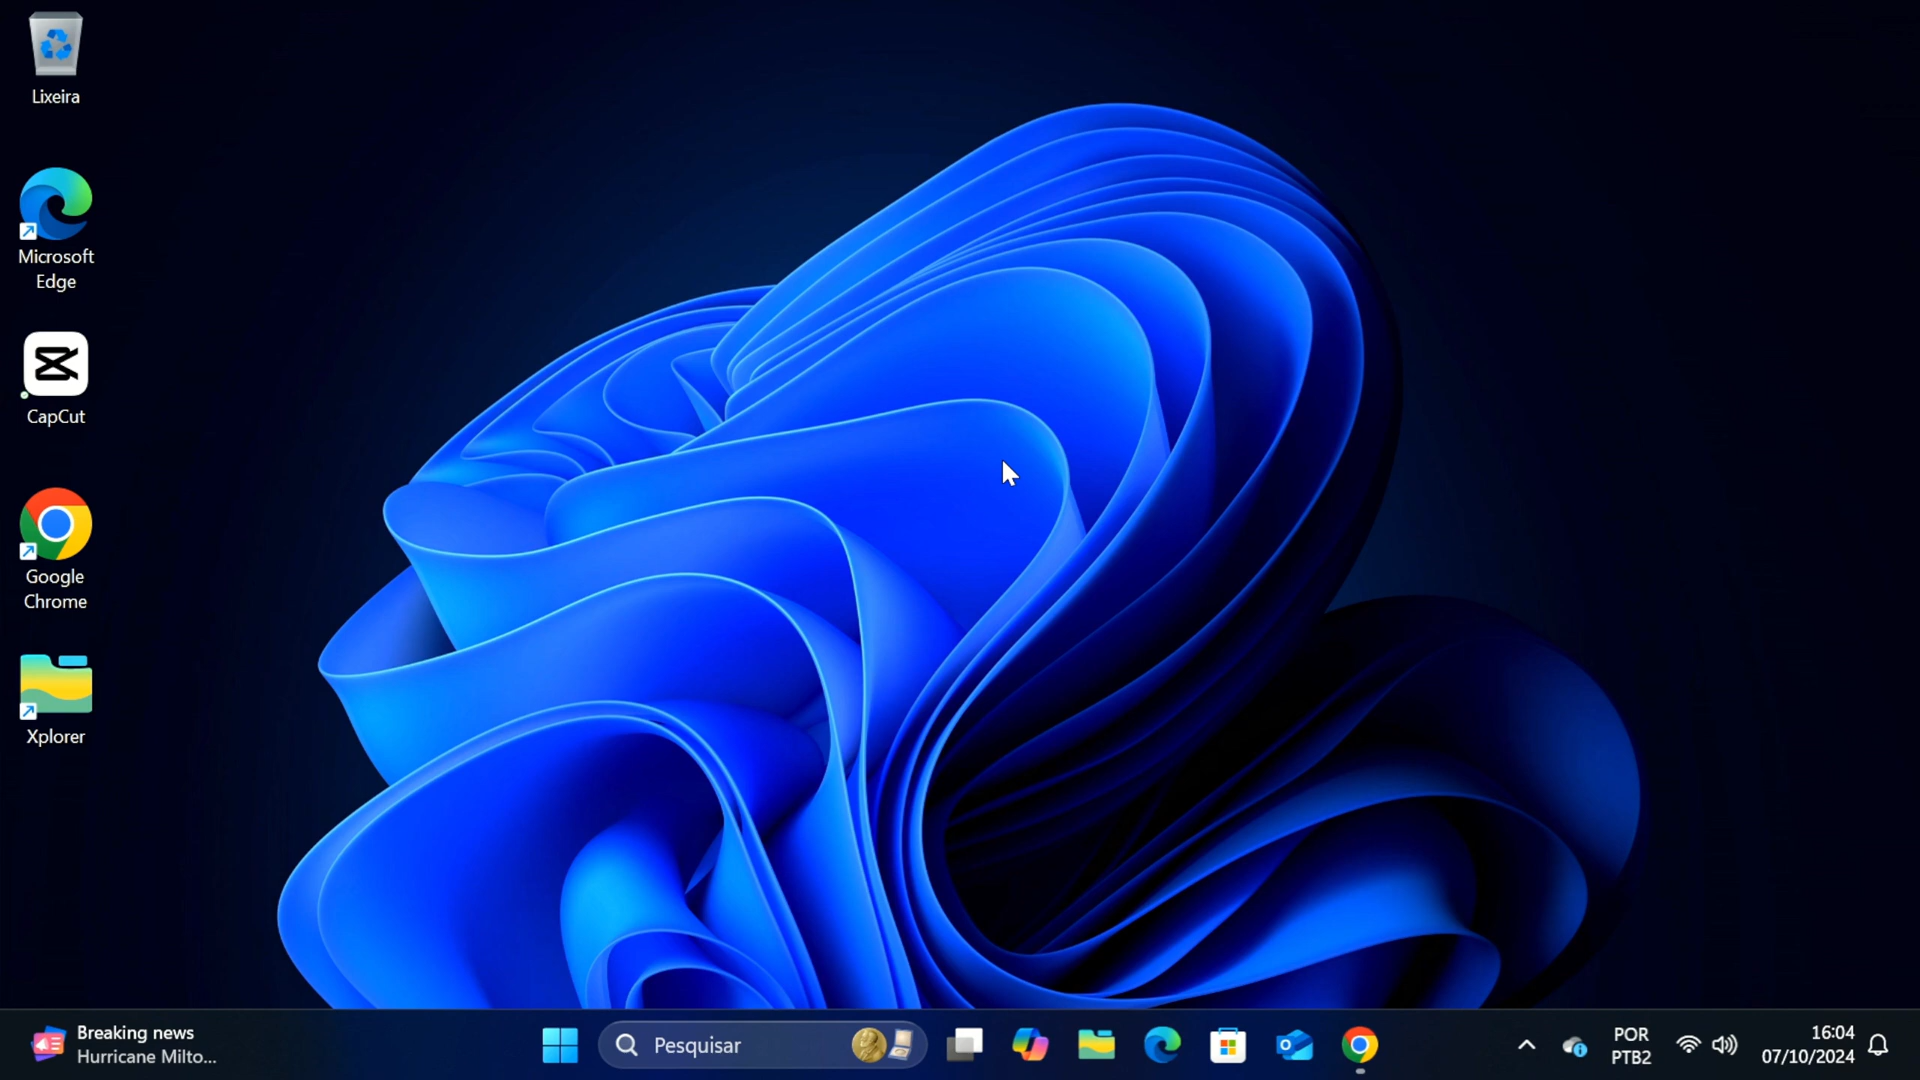 Lixeira
Microsoft
Edge
CapCut
Google
Chrome
Xplorer
Breaking news
Hurricane Milto...
Pesquisar
POR
PTB2
16:04
07/10/2024